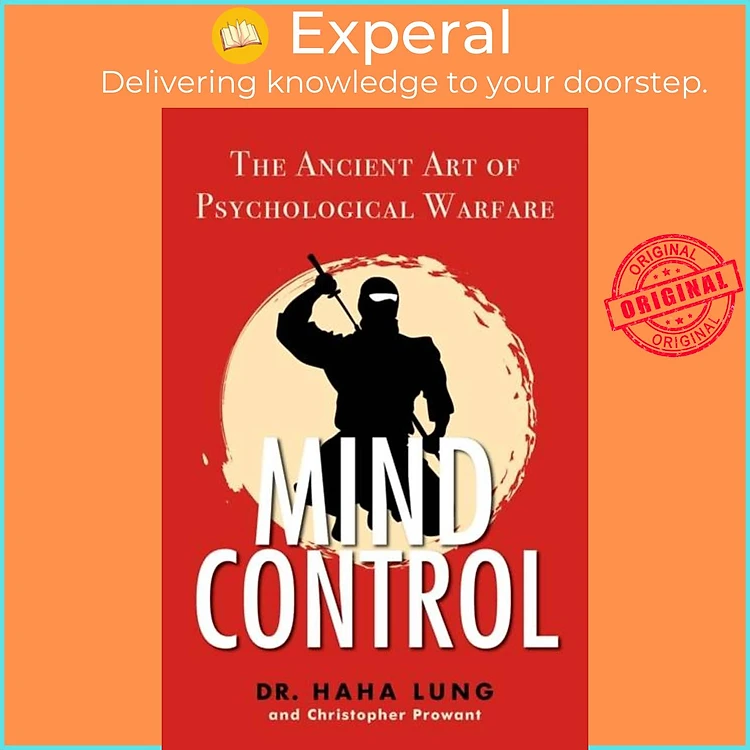 Experal
Delivering knowledge to your doorstep.
THE ANCIENT ART OF
PSYCHOLOGICAL WARFARE
ORIGINAL
ORIGINAL
ORIGINAL
MIND
CONTROL
DR. HAHA LUNG
and Christopher Prowant